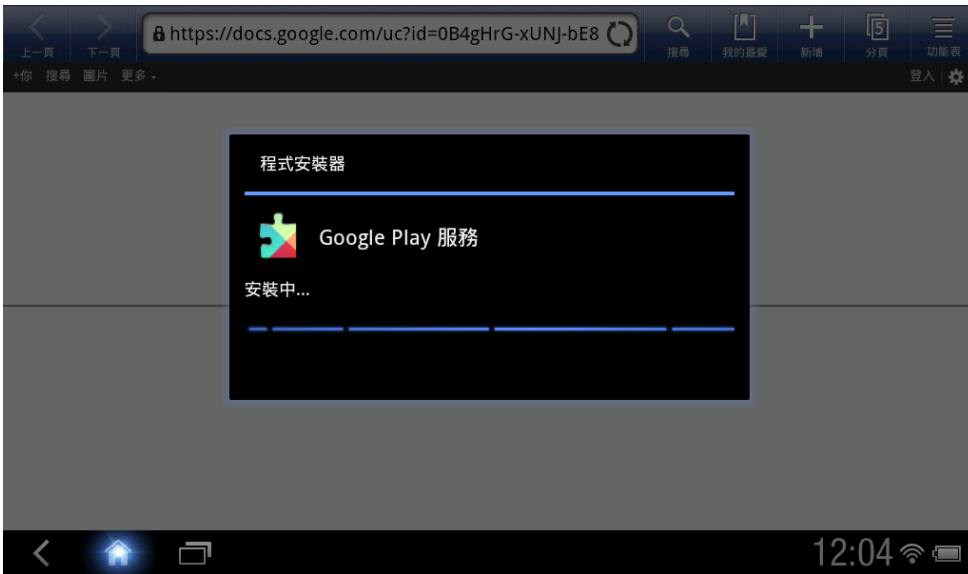 https://docs.google.com/uc?id=0B4gHrG-xUNJ-bE8
上一頁 下一頁 搜尋 我的最愛 新增 5 分頁 功能表
+你 搜尋 圖片 更多 登入
程式安裝器
Google Play 服務
安裝中...
12:04